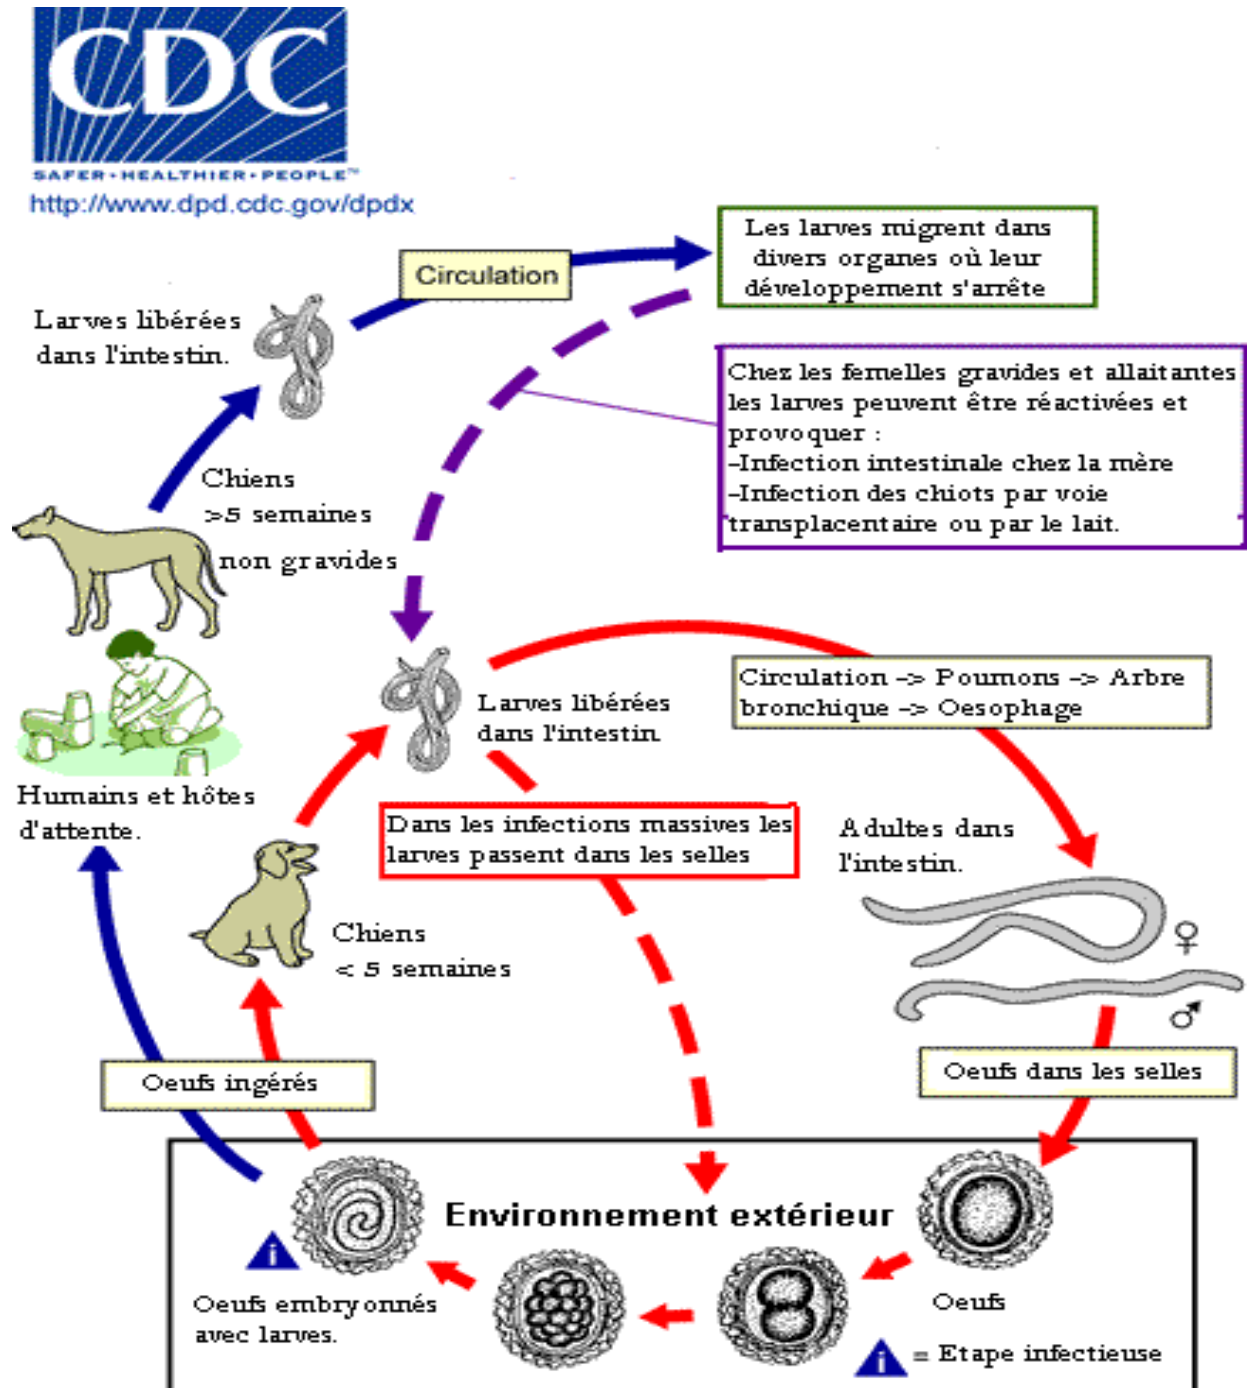 CDC
SAFER•HEALTHIER•PEOPLE™
http://www.dpd.cdc.gov/dpdx
Circulation
Les larves migrent dans
divers organes où leur
développement s'arrête
Larves libérées
dans l'intestin.
Chez les femelles gravides et allaitantes
les larves peuvent être réactivées et
provoquer :
-Infection intestinale chez la mère
-Infection des chiots par voie
transplacentaire ou par le lait.
Chiens
>5 semaines
non gravides
Circulation -> Poumons -> Arbre
bronchique -> Oesophage
Larves libérées
dans l'intestin
Humains et hôtes
d'attente.
Dans les infections massives les
larves passent dans les selles
Adultes dans
l'intestin.
♀
♂
Chiens
< 5 semaines
Oeufs ingérés
Oeufs dans les selles
Environnement extérieur
i
Oeufs embryonnés
avec larves.
Oeufs
i = Etape infectieuse